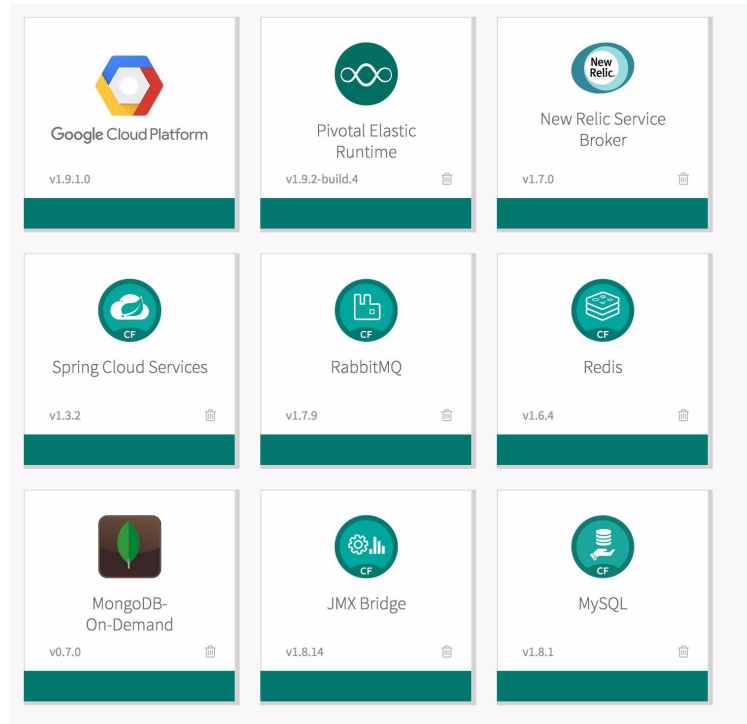 Google Cloud Platform
v1.9.1.0
Pivotal Elastic
Runtime
v1.9.2-build.4
New
Relic.
New Relic Service
Broker
v1.7.0
CF
Spring Cloud Services
v1.3.2
CF
RabbitMQ
v1.7.9
CF
Redis
v1.6.4
MongoDB-
On-Demand
v0.7.0
CF
JMX Bridge
v1.8.14
CF
MySQL
v1.8.1